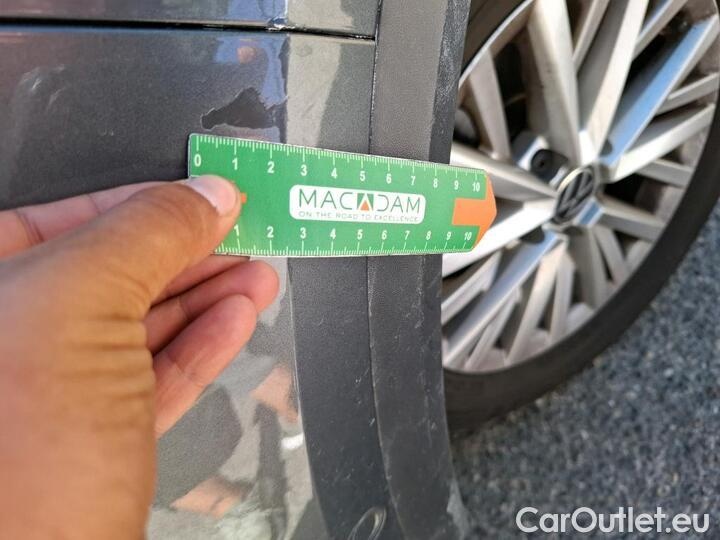 0 1 2 3 4 5 6 7 8 9 10
MACADAM
ON THE ROAD TO EXCELLENCE
1 2 3 4 5 6 7 8 9 10
CarOutlet.eu